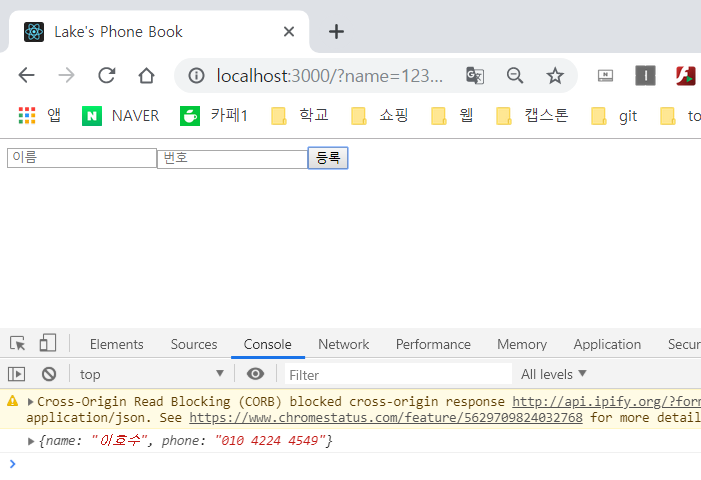 Lake's Phone Book
localhost:3000/?name=123...
앱 NAVER 카페1 학교 쇼핑 웹 캡스톤 git to
이름 번호 등록
Elements Sources Console Network Performance Memory Application Secur
top Filter All levels
Cross-Origin Read Blocking (CORB) blocked cross-origin response http://api.ipify.org/?form
application/json. See https://www.chromestatus.com/feature/5629709824032768 for more detail
{name: "이호수", phone: "010 4224 4549"}